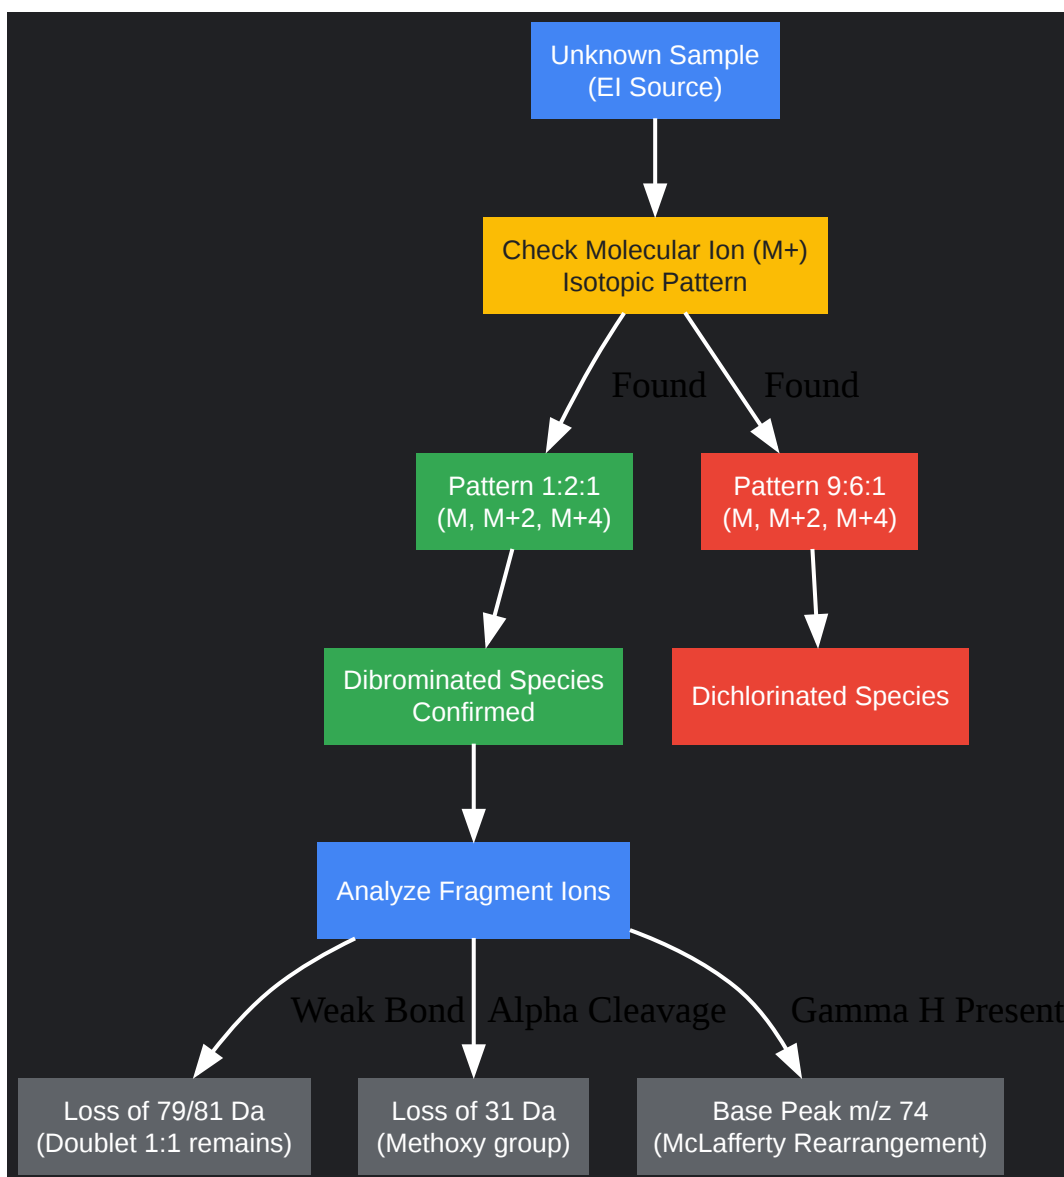 Unknown Sample
(EI Source)
Check Molecular Ion (M+)
Isotopic Pattern
Found
Found
Pattern 1:2:1
(M, M+2, M+4)
Pattern 9:6:1
(M, M+2, M+4)
Dibrominated Species
Confirmed
Dichlorinated Species
Analyze Fragment Ions
Weak Bond
Alpha Cleavage
Gamma H Present
Loss of 79/81 Da
(Doublet 1:1 remains)
Loss of 31 Da
(Methoxy group)
Base Peak m/z 74
(McLafferty Rearrangement)